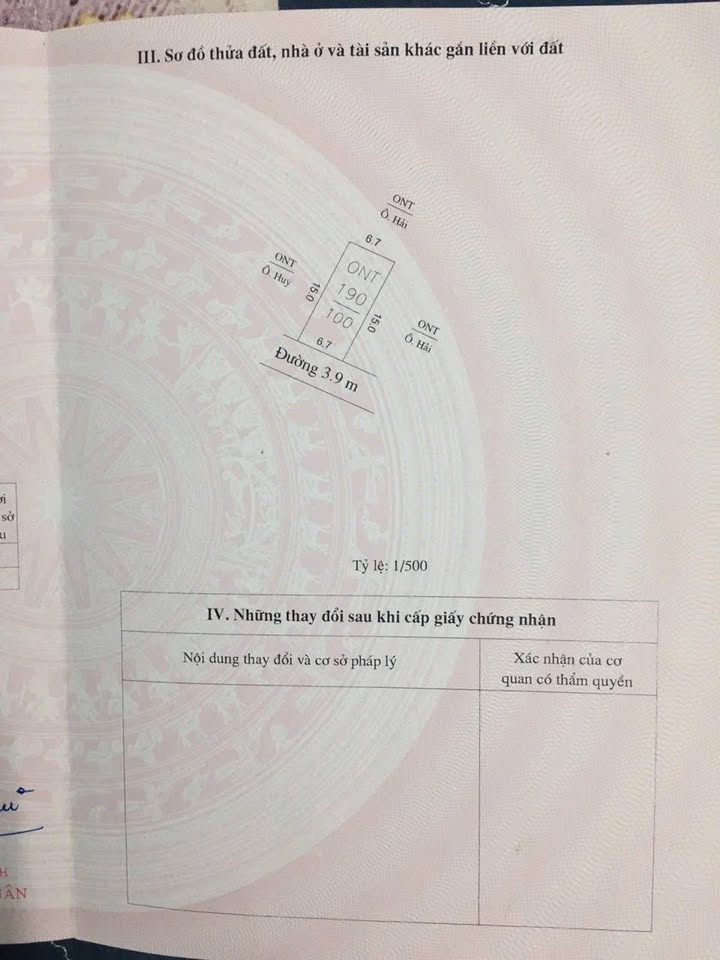 III. Sơ đồ thửa đất, nhà ở và tài sản khác gắn liền với đất
ONT
Ô. Hải
6.7
ONT
Ô. Huy
ONT
190
100
15.0
15.0
ONT
Ô. Hải
6.7
Đường 3.9 m
sở
u
Tỷ lệ: 1/500
IV. Những thay đổi sau khi cấp giấy chứng nhận
Nội dung thay đổi và cơ sở pháp lý
Xác nhận của cơ
quan có thẩm quyền
H